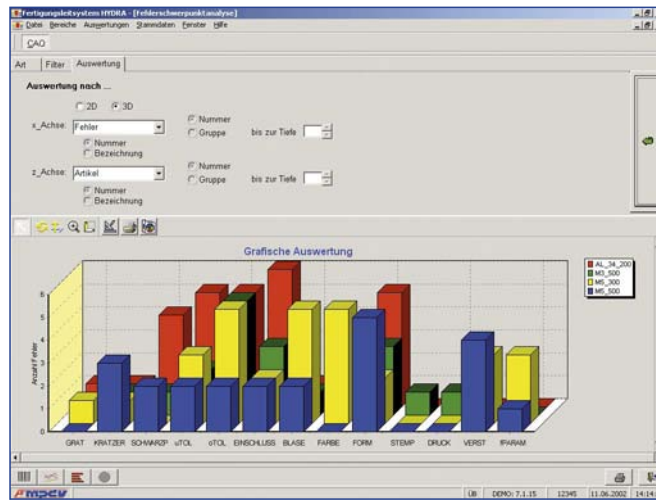 Fertigungsleitsystem HYDRA - [Fehlerschwerpunktanalyse]
Datei Bereiche Auswertungen Stammdaten Fenster Hilfe
CAQ
Art Filter Auswertung
Auswertung nach ...
2D 3D
x_Achse: Fehler Nummer
Gruppe bis zur Tiefe
Nummer
Bezeichnung
z_Achse: Artikel Nummer
Gruppe bis zur Tiefe
Nummer
Bezeichnung
Grafische Auswertung
AL_34_200
M3_500
M5_300
M5_500
Anzahl Fehler
6
5
4
3
2
1
0
GRAT KRATZER SCHWARZP uTOL oTOL EINSCHLUSS BLASE FARBE FORM STEMP DRUCK VERST fPARAM
mpdv ÜB DEMO: 7.1.15 12345 11.06.2002 14:14: